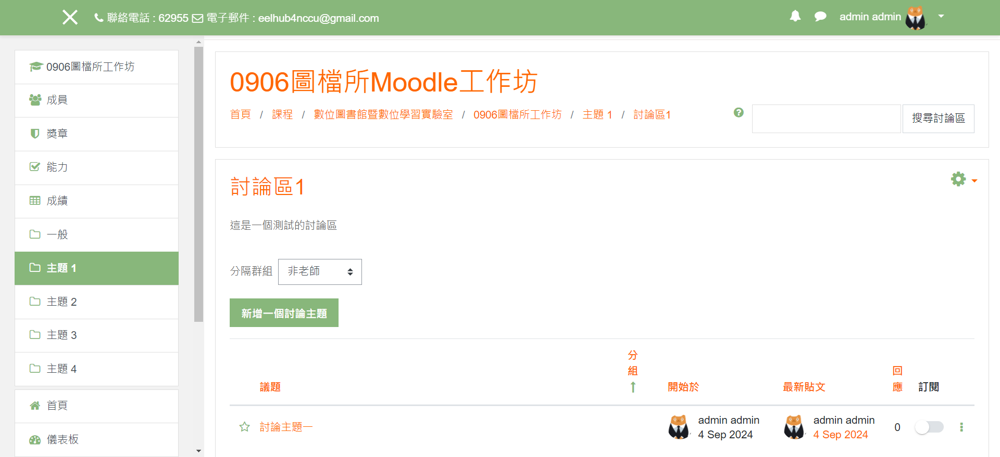 聯絡電話 : 62955 電子郵件 : eelhub4nccu@gmail.com
admin admin
0906圖檔所工作坊
成員
獎章
能力
成績
一般
主題 1
主題 2
主題 3
主題 4
首頁
儀表板
0906圖檔所Moodle工作坊
首頁 / 課程 / 數位圖書館暨數位學習實驗室 / 0906圖檔所工作坊 / 主題 1 / 討論區1
搜尋討論區
討論區1
這是一個測試的討論區
分隔群組 非老師
新增一個討論主題
議題 分組 開始於 最新貼文 回應 訂閱
討論主題一 admin admin admin admin 0
4 Sep 2024 4 Sep 2024